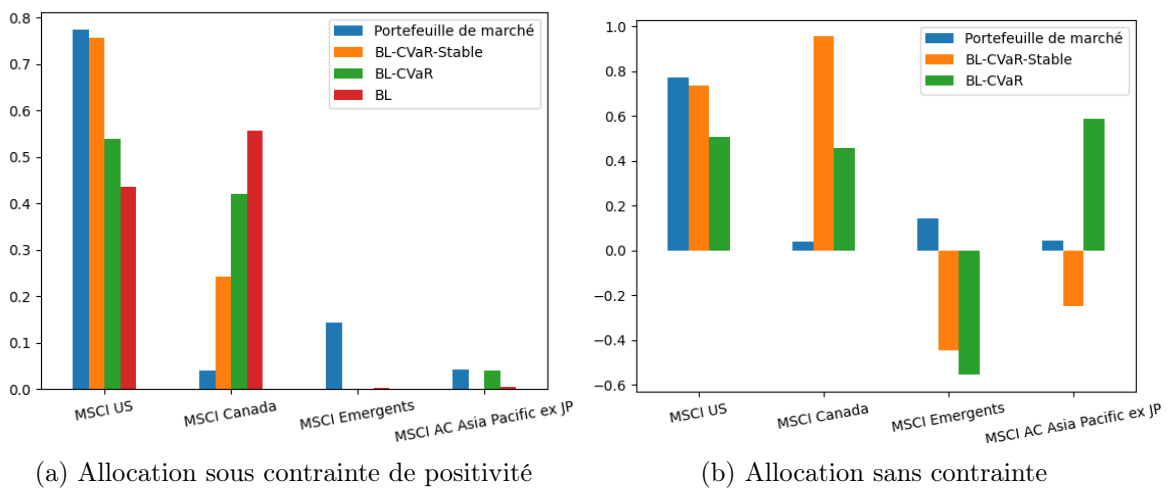 0.8
0.7
0.6
0.5
0.4
0.3
0.2
0.1
0.0
Portefeuille de marché
BL-CVaR-Stable
BL-CVaR
BL
MSCI US
MSCI Canada
MSCI Emergents
MSCI AC Asia Pacific ex JP
(a) Allocation sous contrainte de positivité
1.0
0.8
0.6
0.4
0.2
0.0
−0.2
−0.4
−0.6
Portefeuille de marché
BL-CVaR-Stable
BL-CVaR
MSCI US
MSCI Canada
MSCI Emergents
MSCI AC Asia Pacific ex JP
(b) Allocation sans contrainte